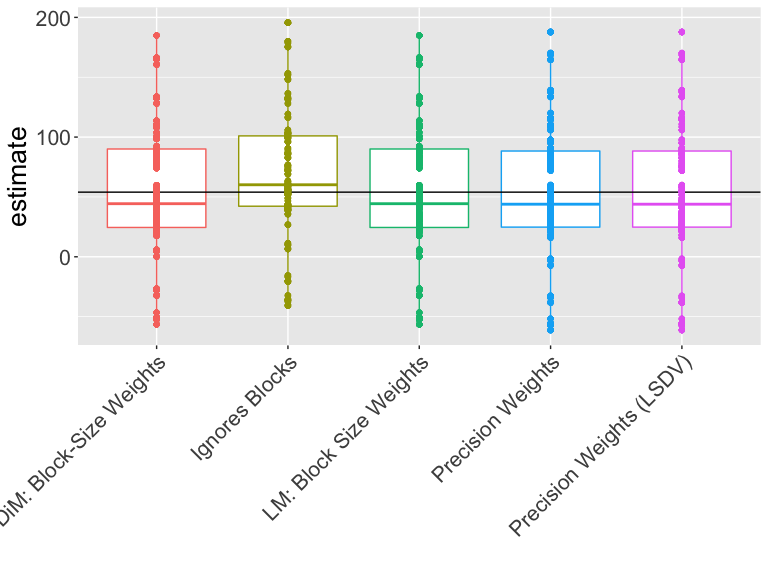 200
100
0
estimate
DiM: Block-Size Weights
Ignores Blocks
LM: Block Size Weights
Precision Weights
Precision Weights (LSDV)